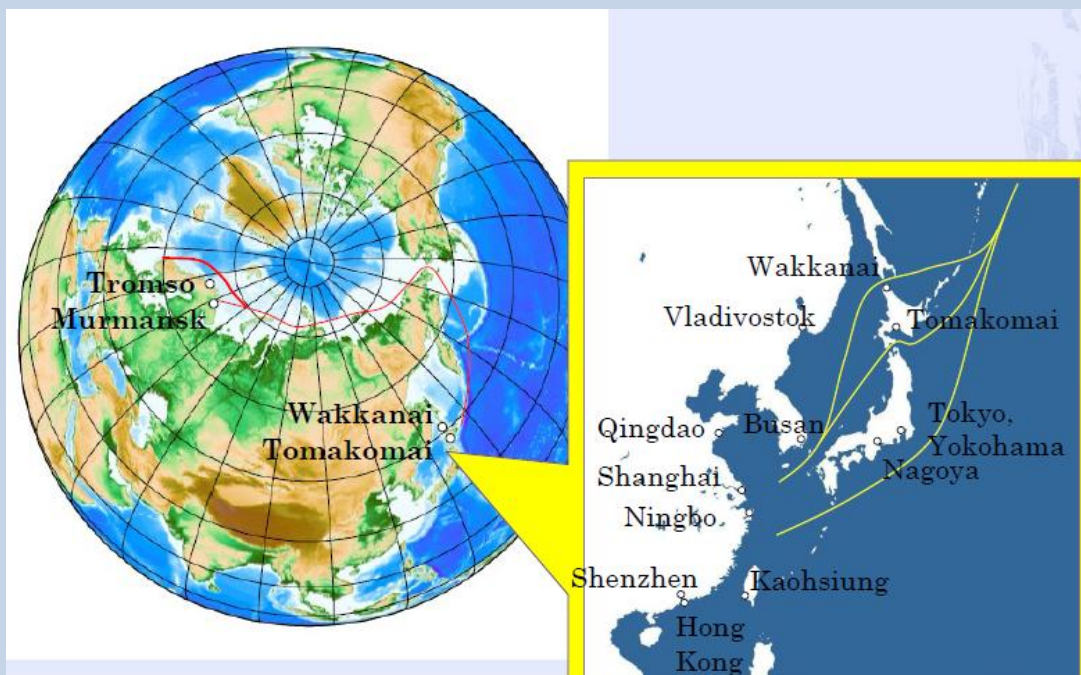 Tromso
Murmansk
Wakkanai
Tomakomai
Wakkanai
Vladivostok
Tomakomai
Qingdao
Busan
Tokyo,
Yokohama
Nagoya
Shanghai
Ningbo
Shenzhen
Kaohsiung
Hong
Kong